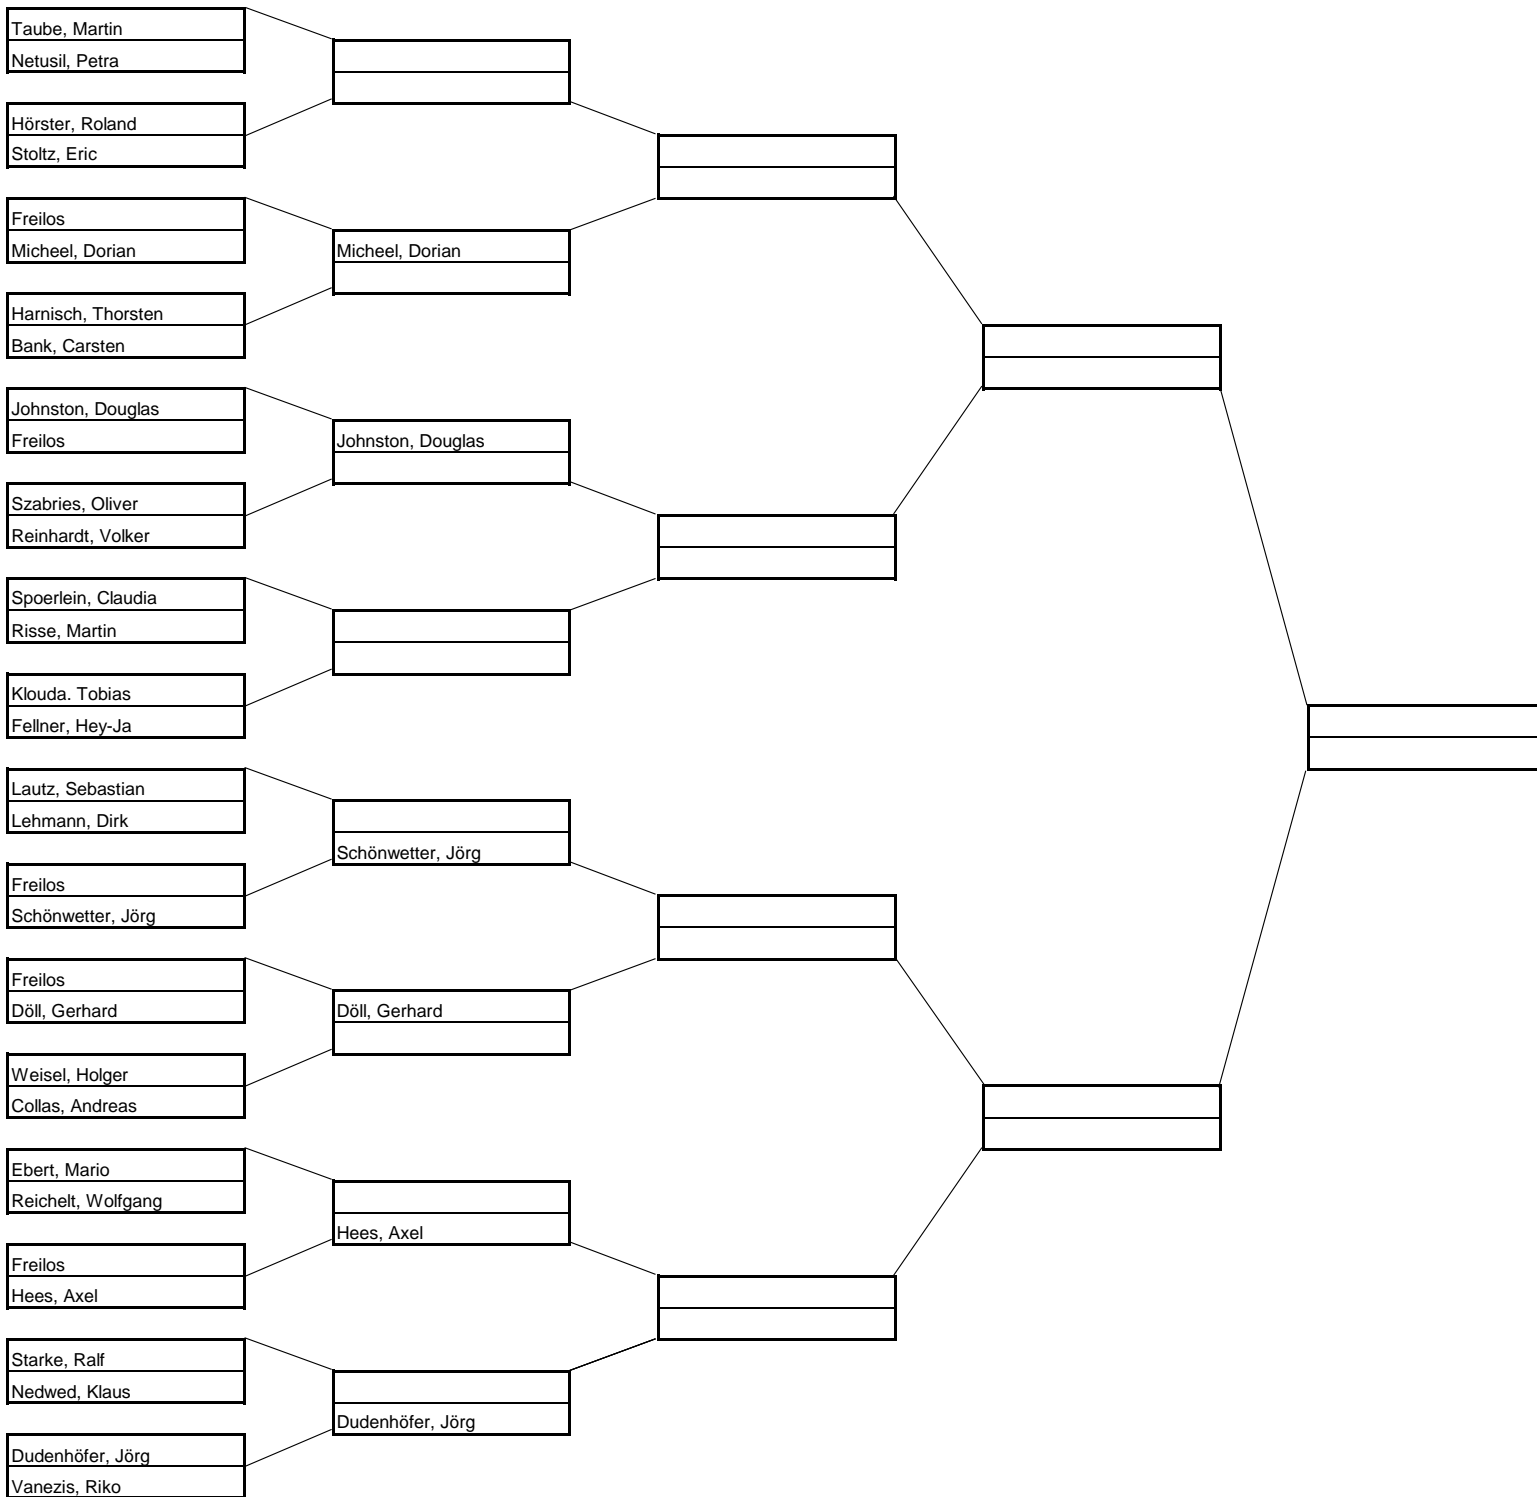 Taube, Martin
Netusil, Petra
Hörster, Roland
Stoltz, Eric
Freilos
Micheel, Dorian
Micheel, Dorian
Harnisch, Thorsten
Bank, Carsten
Johnston, Douglas
Freilos
Johnston, Douglas
Szabries, Oliver
Reinhardt, Volker
Spoerlein, Claudia
Risse, Martin
Klouda. Tobias
Fellner, Hey-Ja
Lautz, Sebastian
Lehmann, Dirk
Schönwetter, Jörg
Freilos
Schönwetter, Jörg
Freilos
Döll, Gerhard
Döll, Gerhard
Weisel, Holger
Collas, Andreas
Ebert, Mario
Reichelt, Wolfgang
Hees, Axel
Freilos
Hees, Axel
Starke, Ralf
Nedwed, Klaus
Dudenhöfer, Jörg
Dudenhöfer, Jörg
Vanezis, Riko